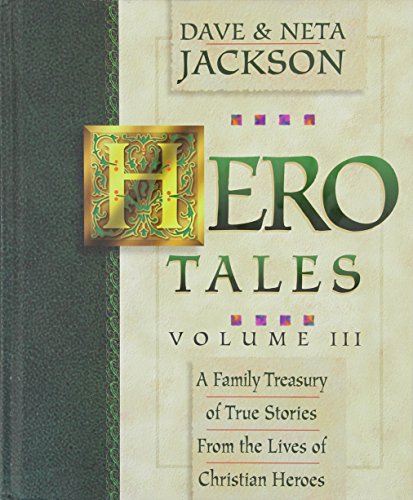 DAVE & NETA
JACKSON
HERO
TALES
VOLUME III
A Family Treasury
of True Stories
From the Lives of
Christian Heroes